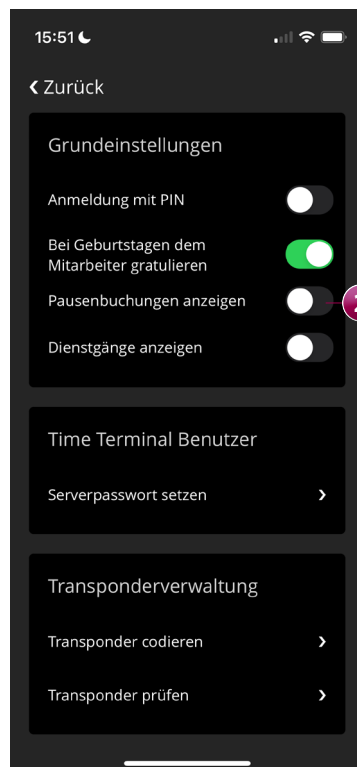 15:51
Zurück
Grundeinstellungen
Anmeldung mit PIN
Bei Geburtstagen dem
Mitarbeiter gratulieren
Pausenbuchungen anzeigen
Dienstgänge anzeigen
Time Terminal Benutzer
Serverpasswort setzen
Transponderverwaltung
Transponder codieren
Transponder prüfen